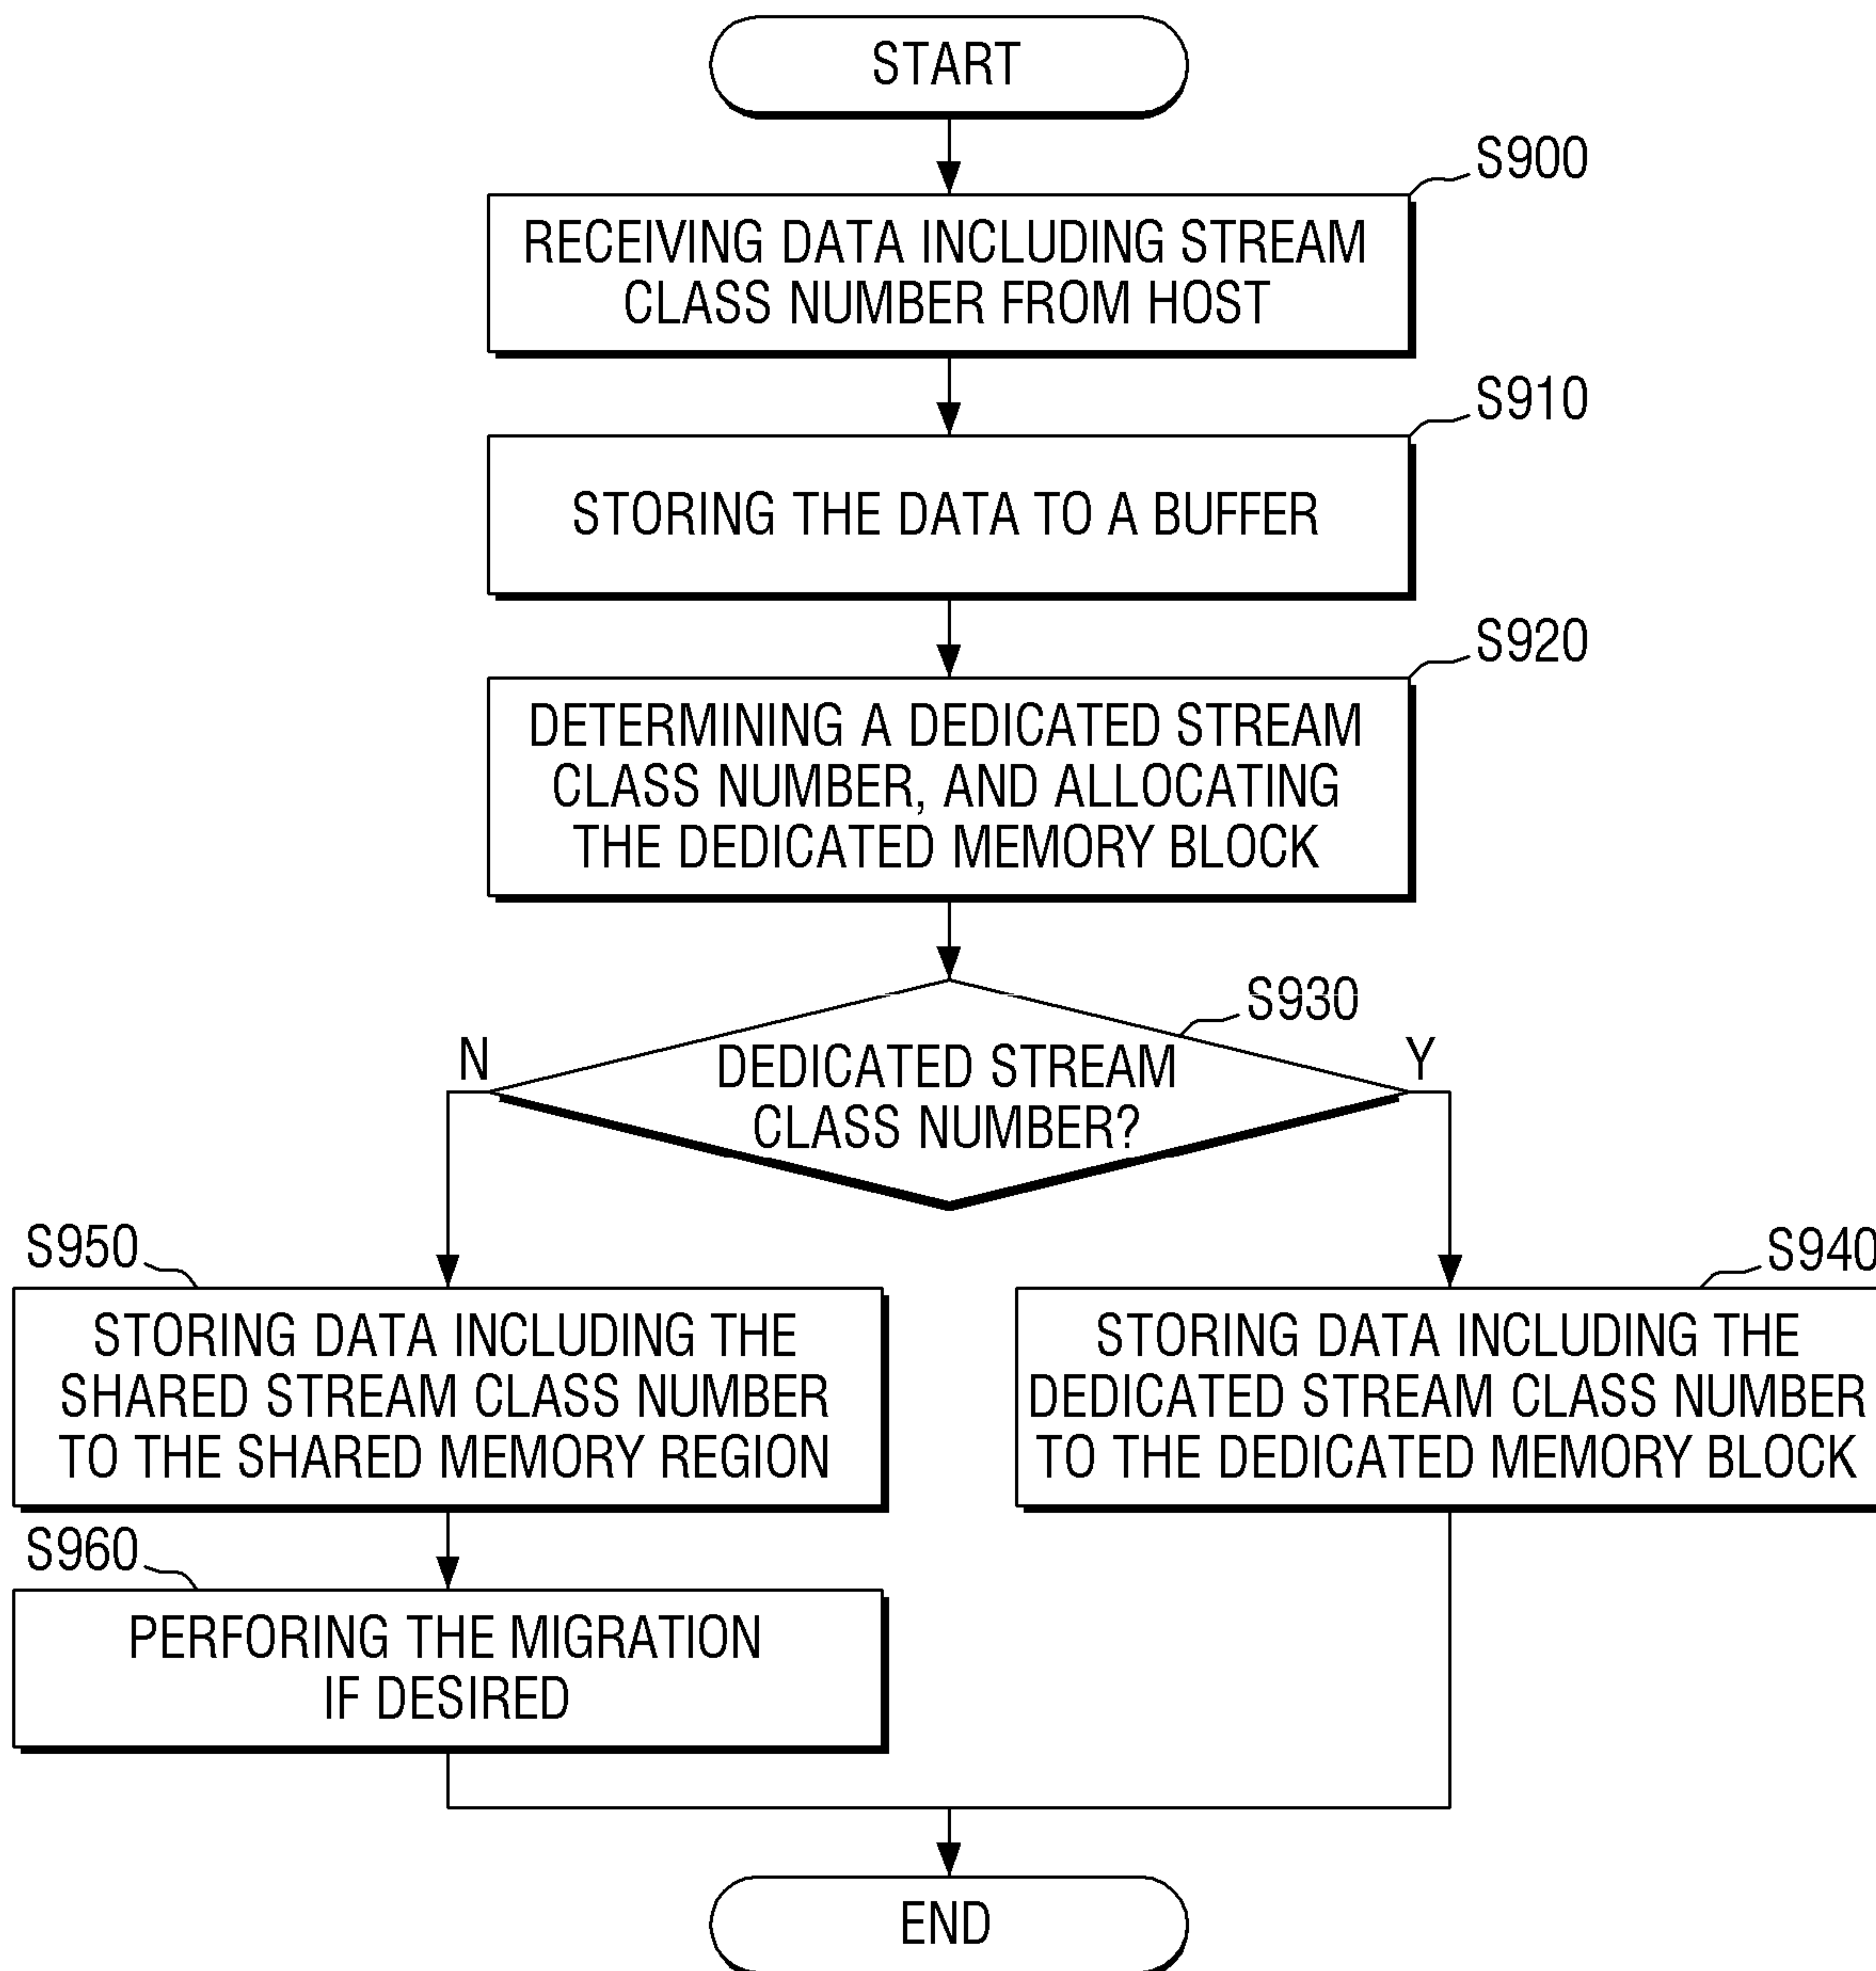 START
S900
RECEIVING DATA INCLUDING STREAM
CLASS NUMBER FROM HOST
S910
STORING THE DATA TO A BUFFER
S920
DETERMINING A DEDICATED STREAM
CLASS NUMBER, AND ALLOCATING
THE DEDICATED MEMORY BLOCK
S930
N
Y
DEDICATED STREAM
CLASS NUMBER?
S950
STORING DATA INCLUDING THE
SHARED STREAM CLASS NUMBER
TO THE SHARED MEMORY REGION
S940
STORING DATA INCLUDING THE
DEDICATED STREAM CLASS NUMBER
TO THE DEDICATED MEMORY BLOCK
S960
PERFORING THE MIGRATION
IF DESIRED
END